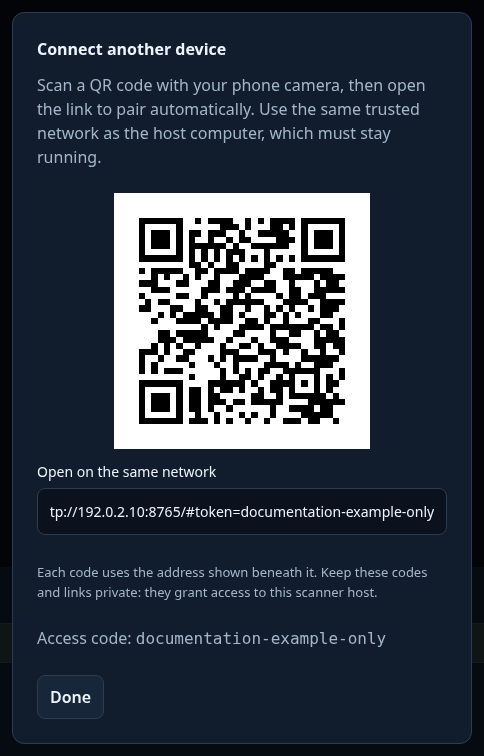 Connect another device
Scan a QR code with your phone camera, then open
the link to pair automatically. Use the same trusted
network as the host computer, which must stay
running.
Open on the same network
tp://192.0.2.10:8765/#token=documentation-example-only
Each code uses the address shown beneath it. Keep these codes
and links private: they grant access to this scanner host.
Access code: documentation-example-only
Done